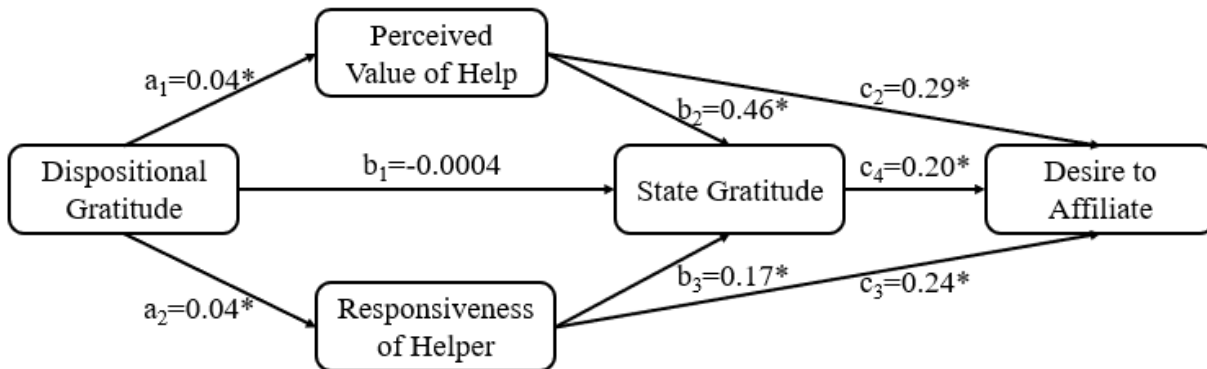 Perceived
Value of Help
a₁=0.04*
c₂=0.29*
b₂=0.46*
Dispositional
Gratitude
b₁=-0.0004
State Gratitude
c₄=0.20*
Desire to
Affiliate
a₂=0.04*
Responsiveness
of Helper
b₃=0.17*
c₃=0.24*